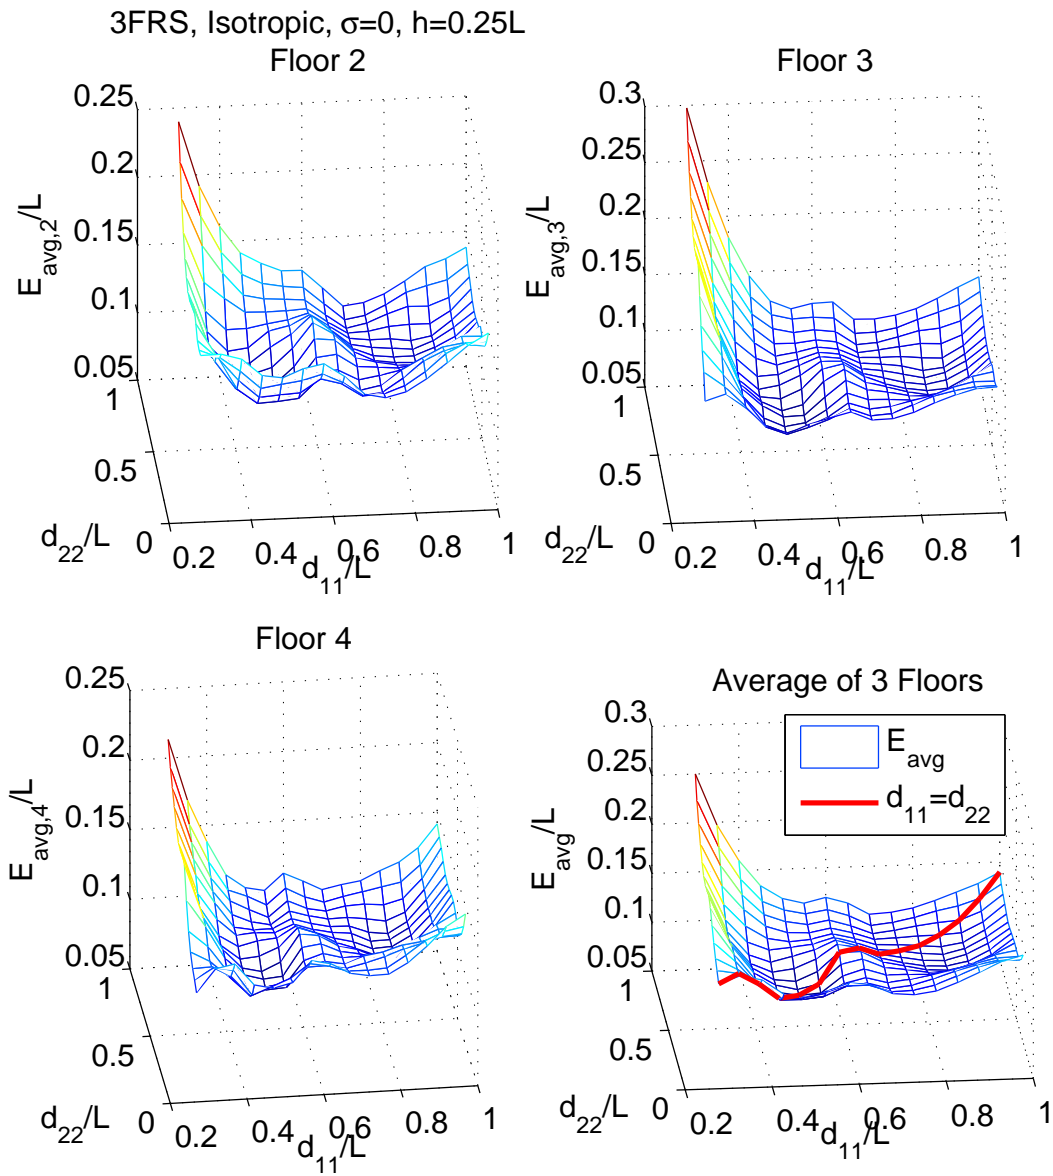 3FRS, Isotropic, σ=0, h=0.25L
Floor 2
0.25
0.2
0.15
0.1
0.05
E_avg,2/L
1
0.5
0
d_22/L
0.2
0.4
0.6
0.8
1
d_11/L
Floor 3
0.3
0.25
0.2
0.15
0.1
0.05
E_avg,3/L
1
0.5
0
d_22/L
0.2
0.4
0.6
0.8
1
d_11/L
Floor 4
0.25
0.2
0.15
0.1
0.05
E_avg,4/L
1
0.5
0
d_22/L
0.2
0.4
0.6
0.8
1
d_11/L
Average of 3 Floors
E_avg
d_11=d_22
0.3
0.25
0.2
0.15
0.1
0.05
E_avg/L
1
0.5
0
d_22/L
0.2
0.4
0.6
0.8
1
d_11/L